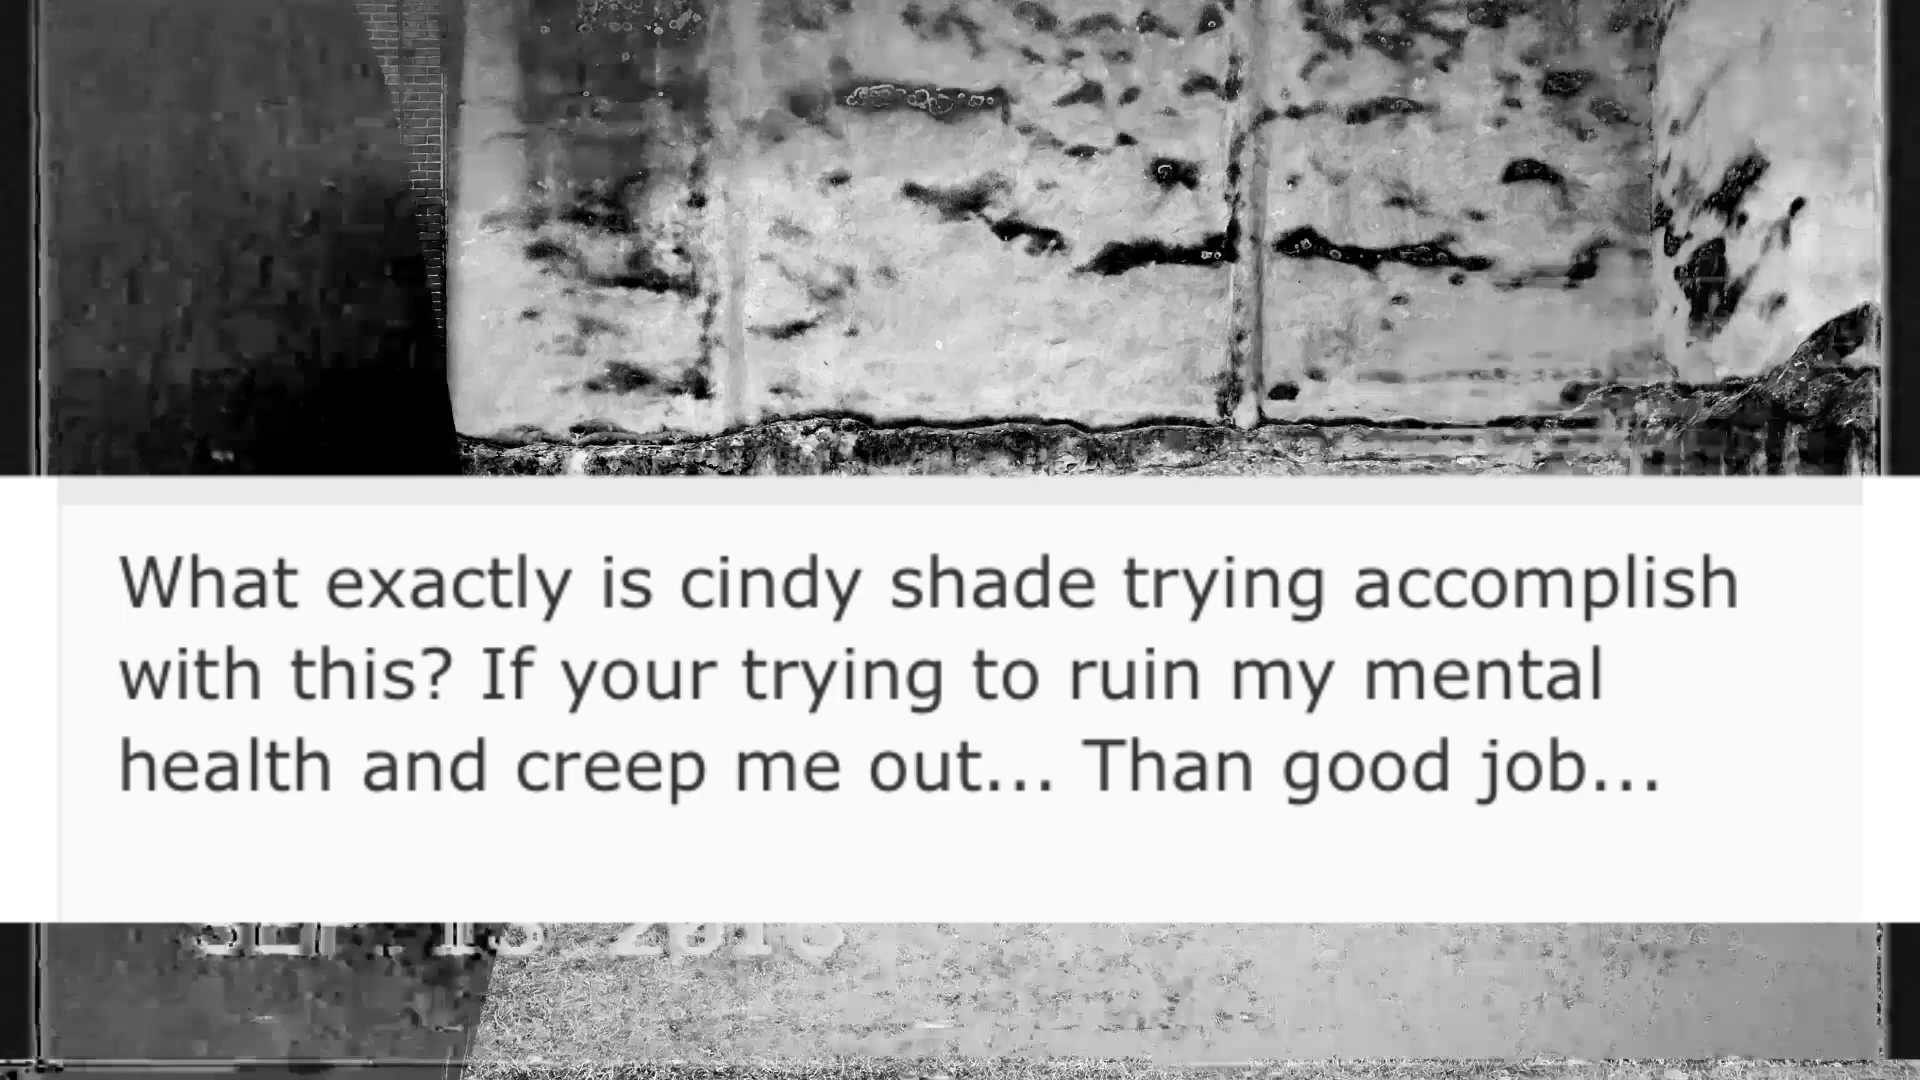 What exactly is cindy shade trying accomplish
with this? If your trying to ruin my mental
health and creep me out... Than good job...